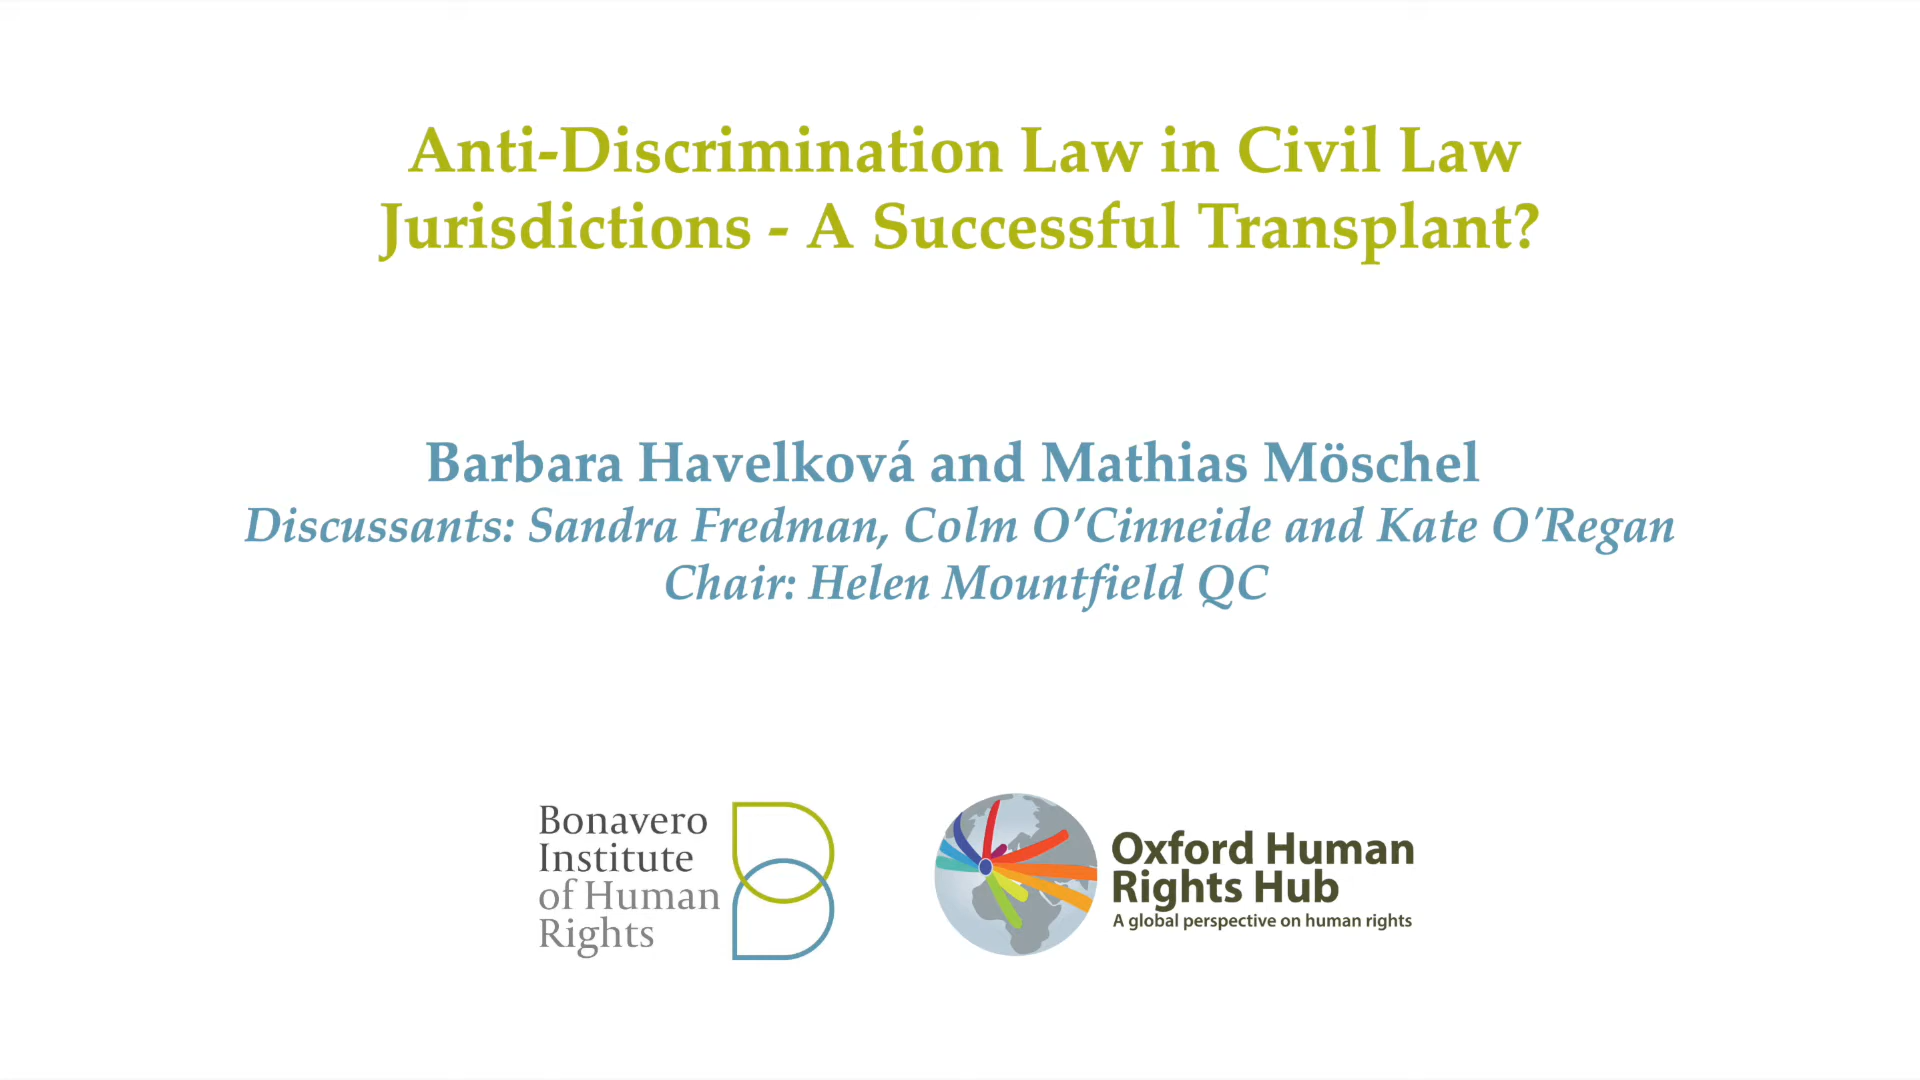 Anti-Discrimination Law in Civil Law
Jurisdictions - A Successful Transplant?
Barbara Havelková and Mathias Möschel
Discussants: Sandra Fredman, Colm O’Cinneide and Kate O'Regan
Chair: Helen Mountfield QC
Bonavero
Institute
of Human
Rights
Oxford Human
Rights Hub
A global perspective on human rights